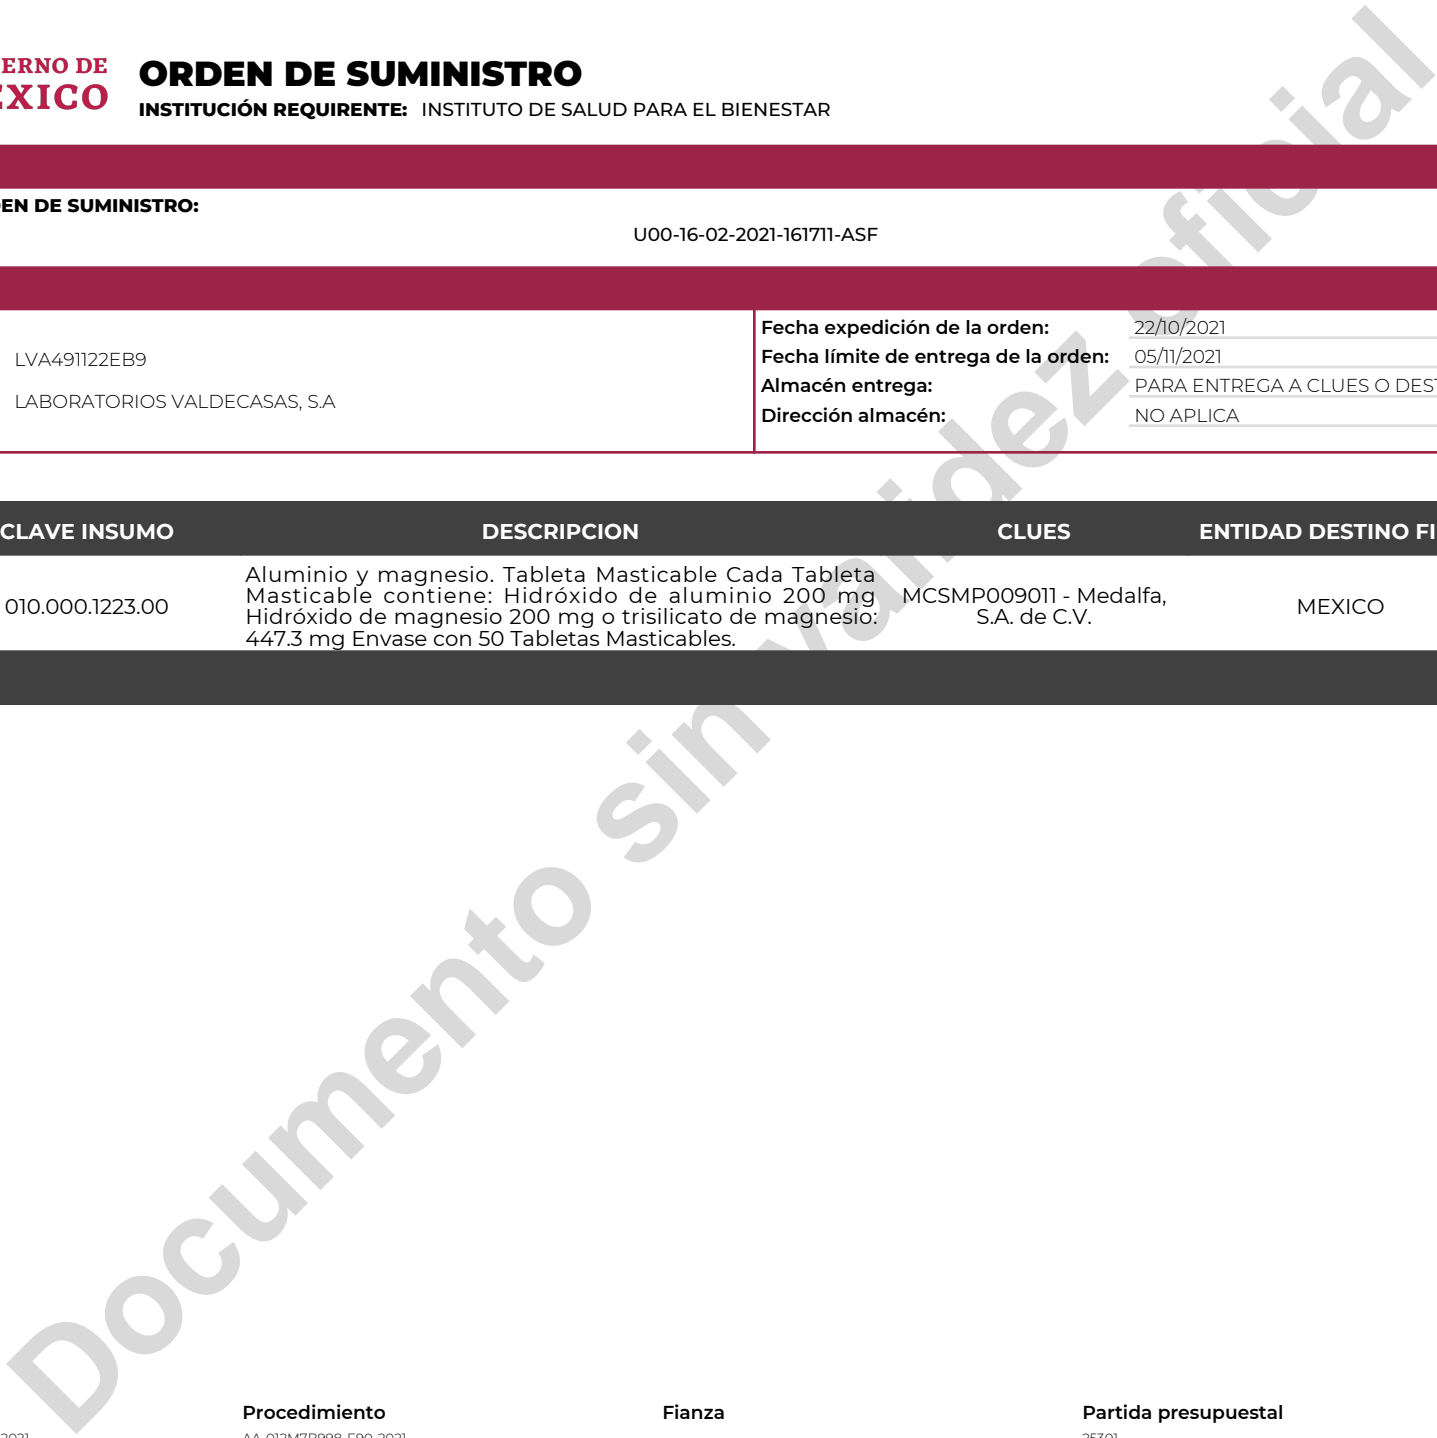 ERNO DE
EXICO
ORDEN DE SUMINISTRO
INSTITUCIÓN REQUIRENTE: INSTITUTO DE SALUD PARA EL BIENESTAR
EN DE SUMINISTRO:
U00-16-02-2021-161711-ASF
LVA491122EB9
LABORATORIOS VALDECASAS, S.A
Fecha expedición de la orden: 22/10/2021
Fecha límite de entrega de la orden: 05/11/2021
Almacén entrega: PARA ENTREGA A CLUES O DEST
Dirección almacén: NO APLICA
CLAVE INSUMO DESCRIPCION CLUES ENTIDAD DESTINO FI
010.000.1223.00
Aluminio y magnesio. Tableta Masticable Cada Tableta
Masticable contiene: Hidróxido de aluminio 200 mg
Hidróxido de magnesio 200 mg o trisilicato de magnesio:
447.3 mg Envase con 50 Tabletas Masticables.
MCSMP009011 - Medalfa,
S.A. de C.V.
MEXICO
Documento sin validez oficial
Procedimiento Fianza Partida presupuestal